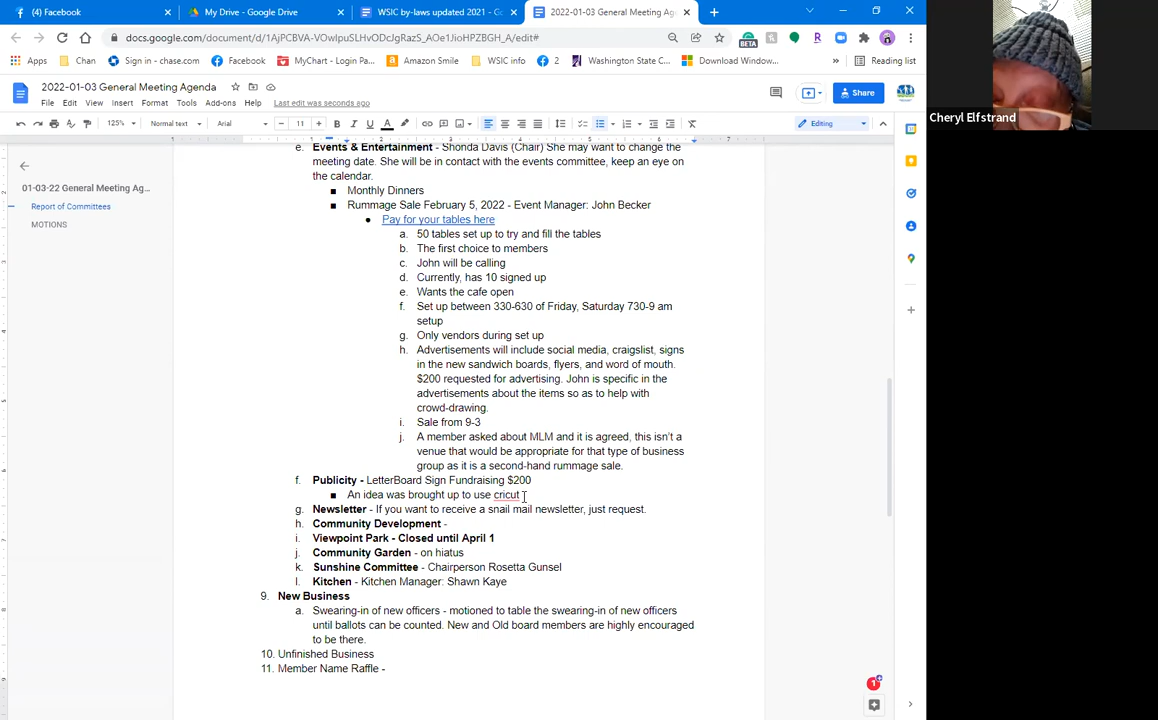 (4) Facebook
My Drive - Google Drive
WSIC by-laws updated 2021 - Go
2022-01-03 General Meeting Age
docs.google.com/document/d/1AjPCBVA-VOwIpuSLHvODcJgRazS_AOe1JioHPZBGH_A/edit#
BETA
Apps
Chan
Sign in - chase.com
Facebook
MyChart - Login Pa...
Amazon Smile
WSIC info
2
Washington State C...
Download Window...
Reading list
2022-01-03 General Meeting Agenda
File Edit View Insert Format Tools Add-ons Help Last edit was seconds ago
Share
125% Normal text Arial 11 B I U A Editing
Cheryl Elfstrand
01-03-22 General Meeting Ag...
Report of Committees
MOTIONS
e. Events & Entertainment - Shonda Davis (Chair) She may want to change the
meeting date. She will be in contact with the events committee, keep an eye on
the calendar.
Monthly Dinners
Rummage Sale February 5, 2022 - Event Manager: John Becker
Pay for your tables here
a. 50 tables set up to try and fill the tables
b. The first choice to members
c. John will be calling
d. Currently, has 10 signed up
e. Wants the cafe open
f. Set up between 330-630 of Friday, Saturday 730-9 am
setup
g. Only vendors during set up
h. Advertisements will include social media, craigslist, signs
in the new sandwich boards, flyers, and word of mouth.
$200 requested for advertising. John is specific in the
advertisements about the items so as to help with
crowd-drawing.
i. Sale from 9-3
j. A member asked about MLM and it is agreed, this isn't a
venue that would be appropriate for that type of business
group as it is a second-hand rummage sale.
f. Publicity - LetterBoard Sign Fundraising $200
An idea was brought up to use cricut
g. Newsletter - If you want to receive a snail mail newsletter, just request.
h. Community Development -
i. Viewpoint Park - Closed until April 1
j. Community Garden - on hiatus
k. Sunshine Committee - Chairperson Rosetta Gunsel
l. Kitchen - Kitchen Manager: Shawn Kaye
9. New Business
a. Swearing-in of new officers - motioned to table the swearing-in of new officers
until ballots can be counted. New and Old board members are highly encouraged
to be there.
10. Unfinished Business
11. Member Name Raffle -
1